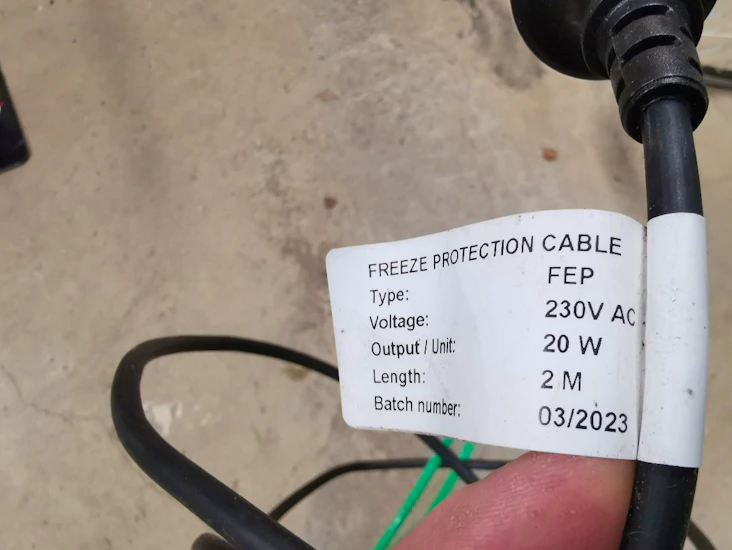 FREEZE PROTECTION CABLE
Type: FEP
Voltage: 230V AC
Output / Unit: 20 W
Length: 2 M
Batch number: 03/2023